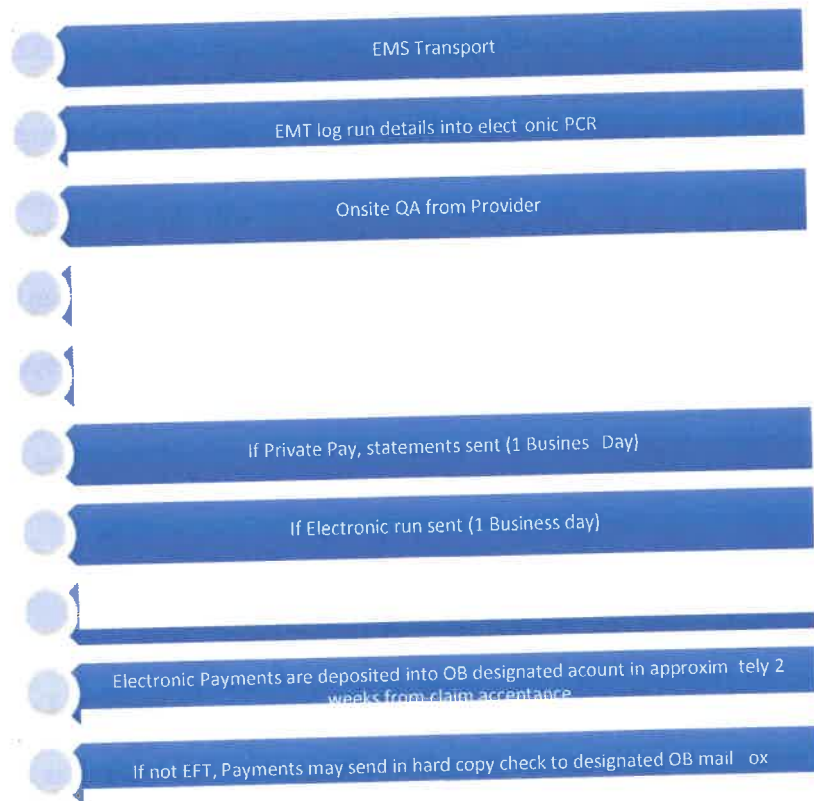 EMS Transport
EMT log run details into elect onic PCR
Onsite QA from Provider
If Private Pay, statements sent (1 Busines Day)
If Electronic run sent (1 Business day)
Electronic Payments are deposited into OB designated acount in approxim tely 2
weeks from claim acceptance
If not EFT, Payments may send in hard copy check to designated OB mail ox